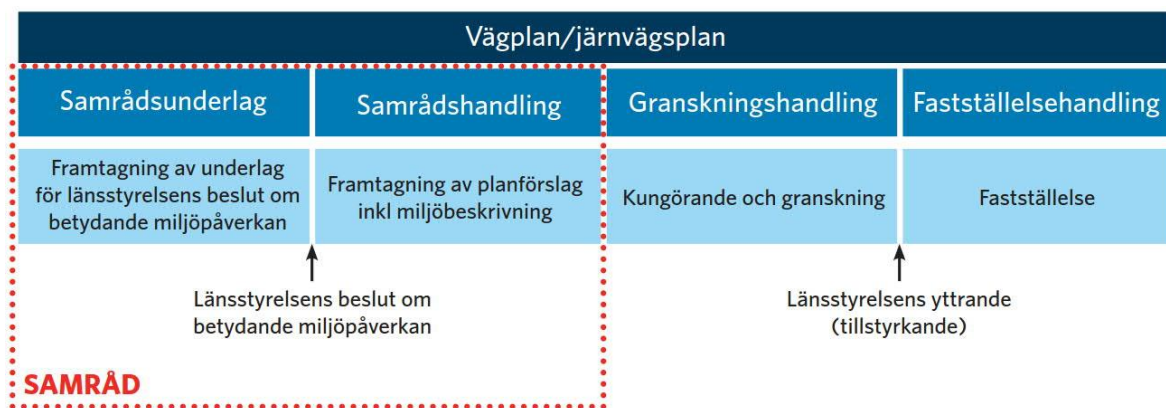 Vägplan/järnvägsplan
Samrådsunderlag
Samrådshandling
Granskningshandling
Fastställelsehandling
Framtagning av underlag
för länsstyrelsens beslut om
betydande miljöpåverkan
Framtagning av planförslag
inkl miljöbeskrivning
Kungörande och granskning
Fastställelse
Länsstyrelsens beslut om
betydande miljöpåverkan
Länsstyrelsens yttrande
(tillstyrkande)
SAMRÅD